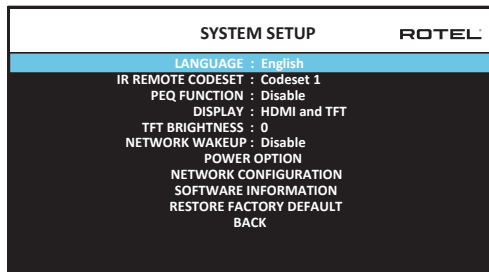 SYSTEM SETUP ROTEL
LANGUAGE : English
IR REMOTE CODESET : Codeset 1
PEQ FUNCTION : Disable
DISPLAY : HDMI and TFT
TFT BRIGHTNESS : 0
NETWORK WAKEUP : Disable
POWER OPTION
NETWORK CONFIGURATION
SOFTWARE INFORMATION
RESTORE FACTORY DEFAULT
BACK